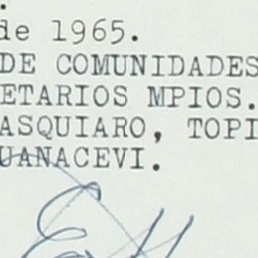 de 1965.
DE COMUNIDADES
ETARIOS MPIOS.
ASQUIARO, TOPI
UANACEVI.